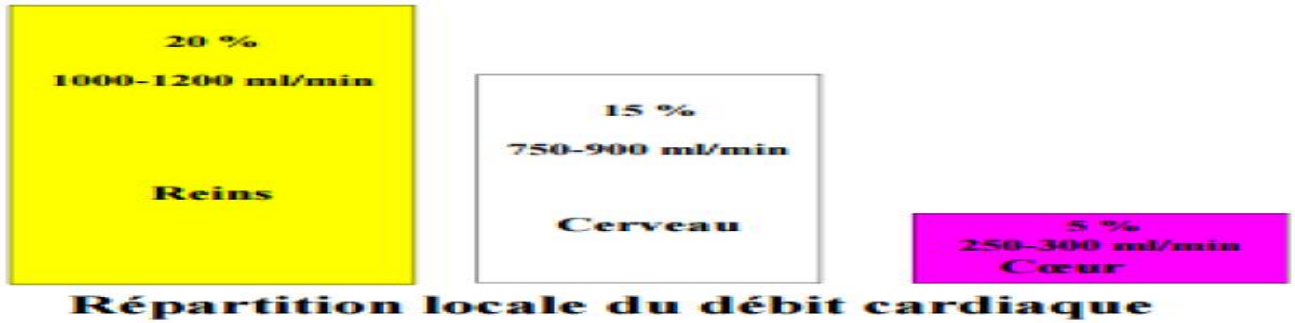 20 %
1000-1200 ml/min
Reins
15 %
750-900 ml/min
Cerveau
5 %
250-300 ml/min
Cœur
Répartition locale du débit cardiaque